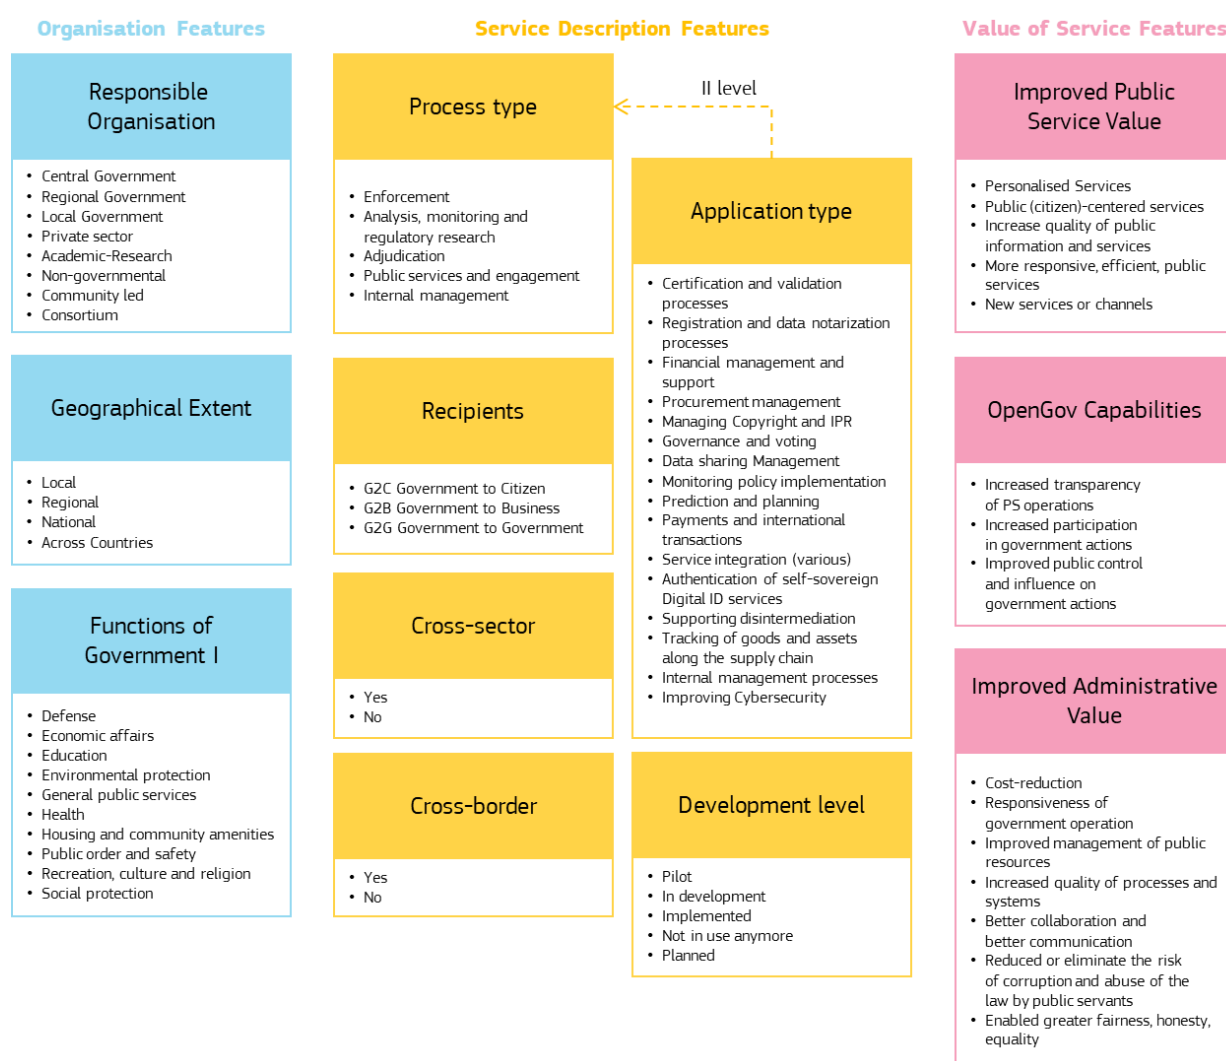 Organisation Features
Responsible
Organisation
• Central Government
• Regional Government
• Local Government
• Private sector
• Academic-Research
• Non-governmental
• Community led
• Consortium
Geographical Extent
• Local
• Regional
• National
• Across Countries
Functions of
Government I
• Defense
• Economic affairs
• Education
• Environmental protection
• General public services
• Health
• Housing and community amenities
• Public order and safety
• Recreation, culture and religion
• Social protection
Service Description Features
Process type
• Enforcement
• Analysis, monitoring and
regulatory research
• Adjudication
• Public services and engagement
• Internal management
II level
Recipients
• G2C Government to Citizen
• G2B Government to Business
• G2G Government to Government
Cross-sector
• Yes
• No
Cross-border
• Yes
• No
Application type
• Certification and validation
processes
• Registration and data notarization
processes
• Financial management and
support
• Procurement management
• Managing Copyright and IPR
• Governance and voting
• Data sharing Management
• Monitoring policy implementation
• Prediction and planning
• Payments and international
transactions
• Service integration (various)
• Authentication of self-sovereign
Digital ID services
• Supporting disintermediation
• Tracking of goods and assets
along the supply chain
• Internal management processes
• Improving Cybersecurity
Development level
• Pilot
• In development
• Implemented
• Not in use anymore
• Planned
Value of Service Features
Improved Public
Service Value
• Personalised Services
• Public (citizen)-centered services
• Increase quality of public
information and services
• More responsive, efficient, public
services
• New services or channels
OpenGov Capabilities
• Increased transparency
of PS operations
• Increased participation
in government actions
• Improved public control
and influence on
government actions
Improved Administrative
Value
• Cost-reduction
• Responsiveness of
government operation
• Improved management of public
resources
• Increased quality of processes and
systems
• Better collaboration and
better communication
• Reduced or eliminate the risk
of corruption and abuse of the
law by public servants
• Enabled greater fairness, honesty,
equality